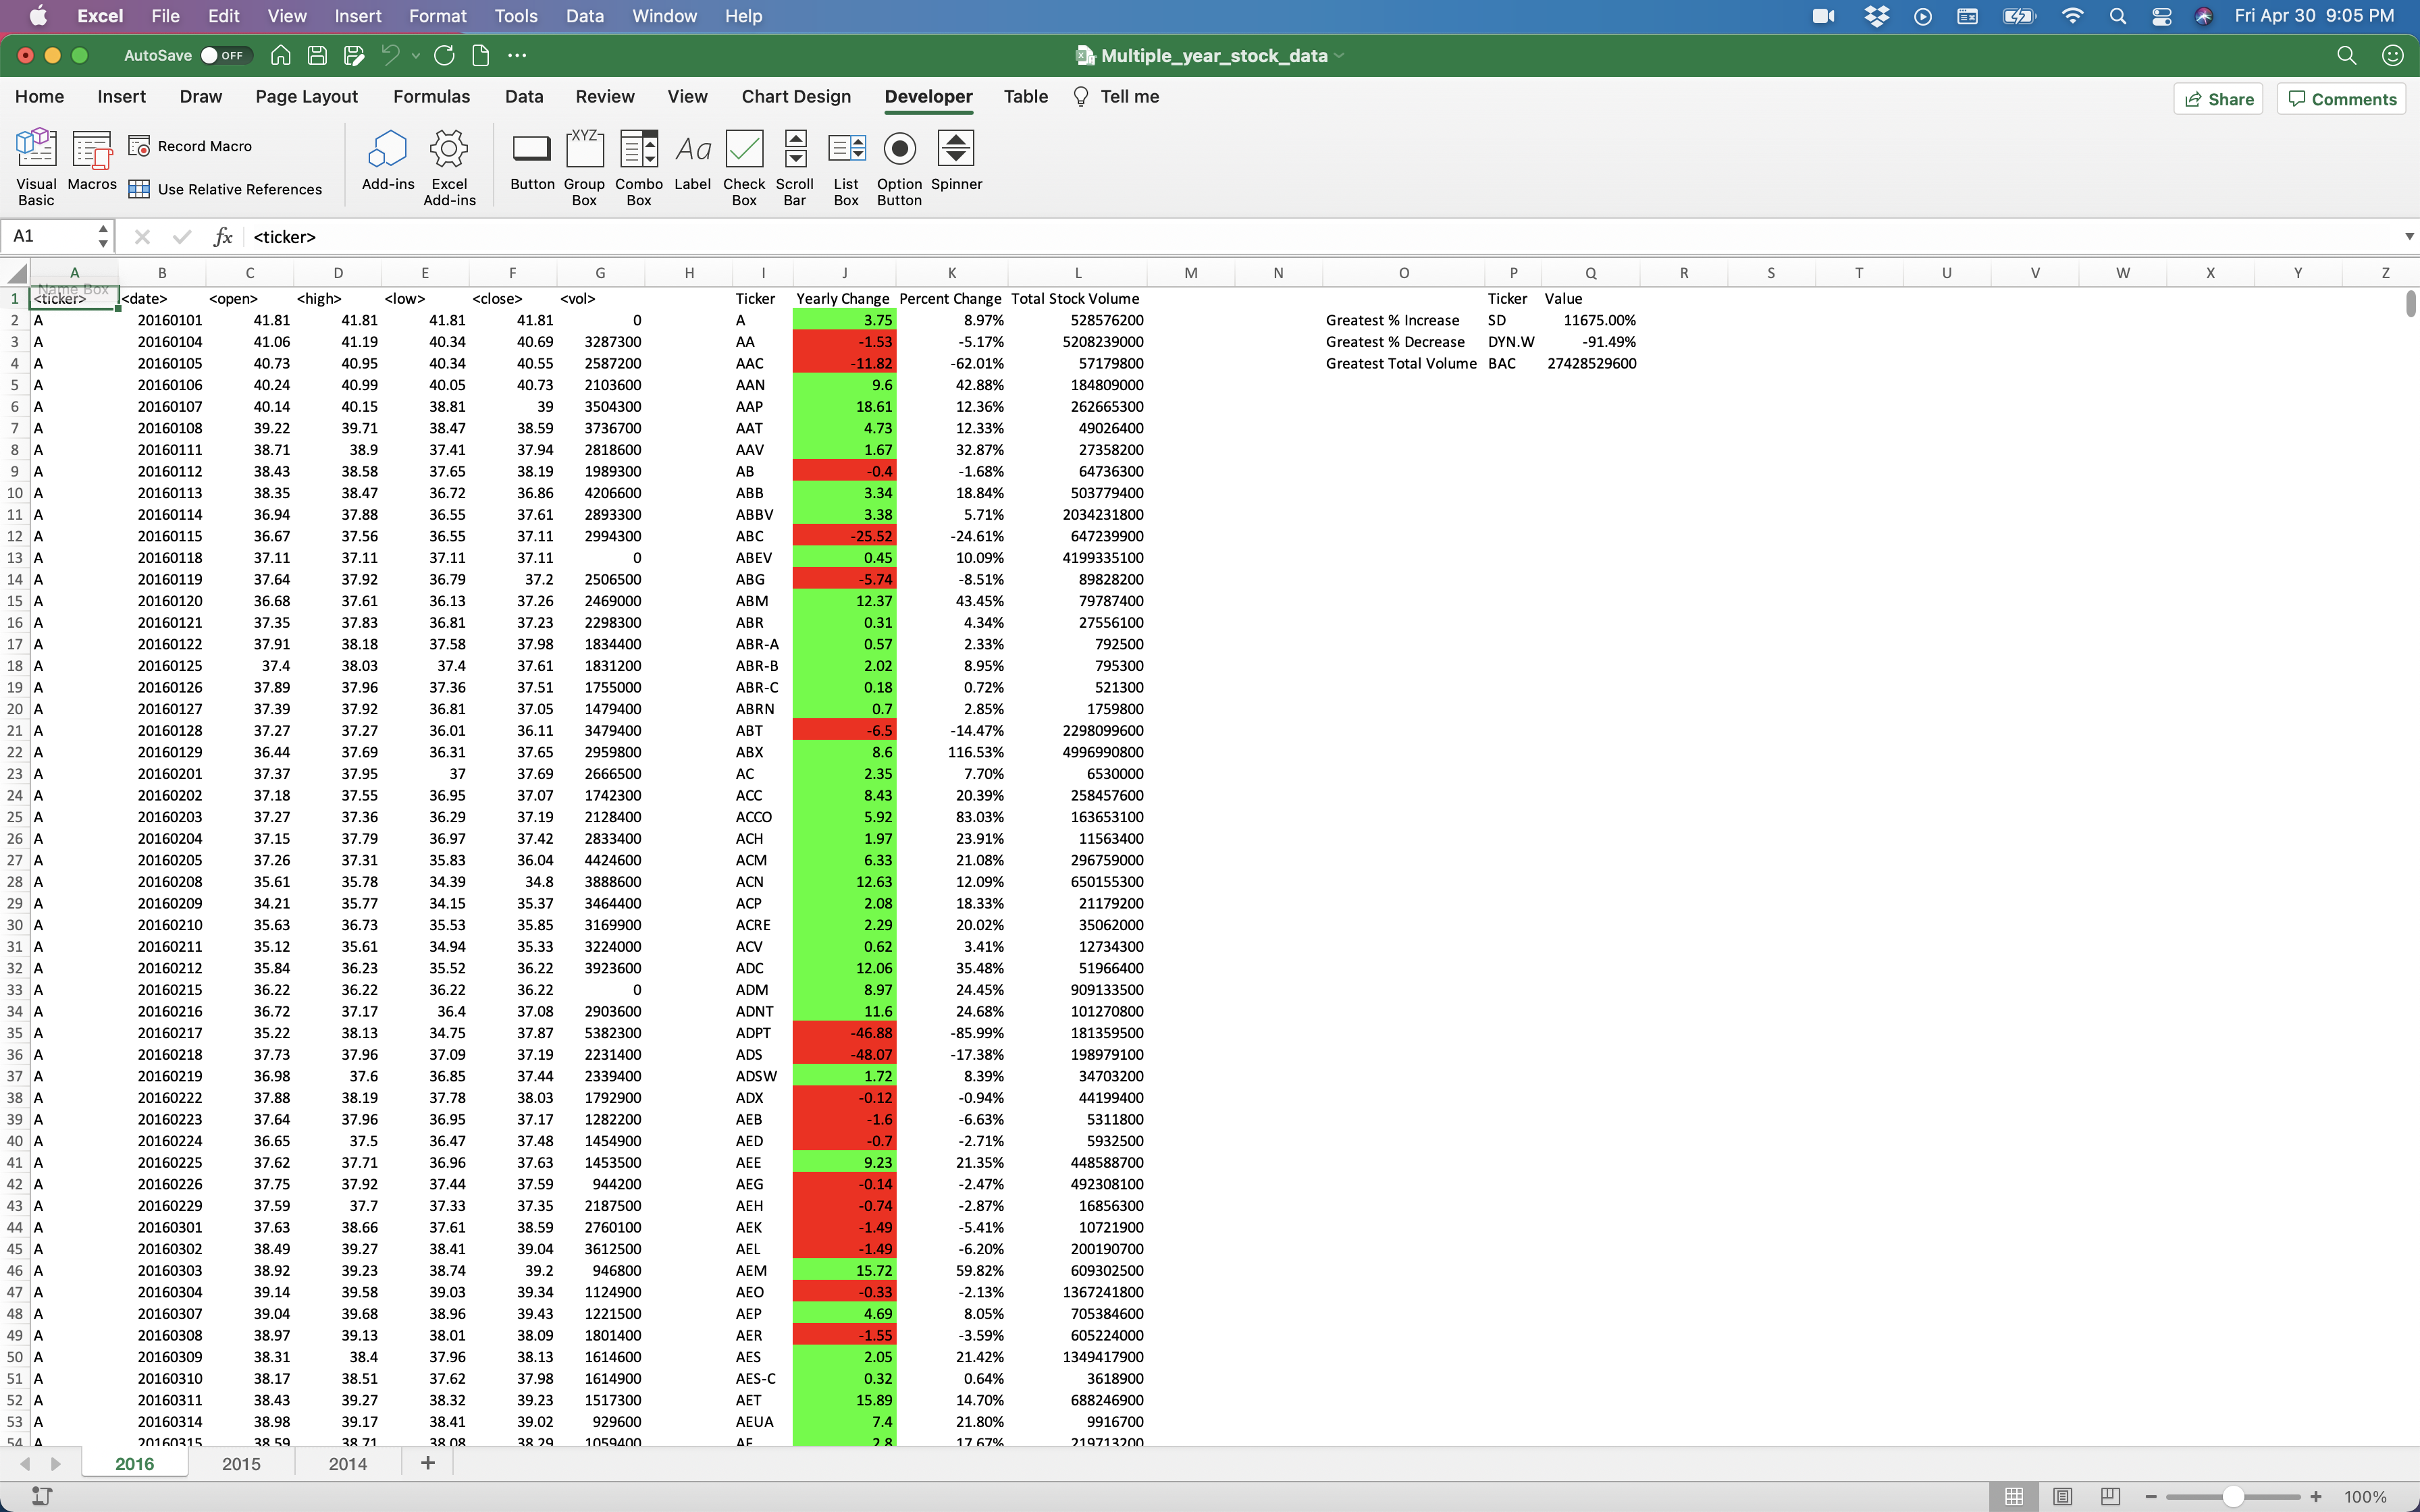 Excel File Edit View Insert Format Tools Data Window Help Fri Apr 30 9:05 PM
AutoSave OFF Multiple_year_stock_data
Home Insert Draw Page Layout Formulas Data Review View Chart Design Developer Table Tell me Share Comments
Visual Basic Macros Record Macro Use Relative References Add-ins Excel Add-ins Button Group Box Combo Box Label Check Box Scroll Bar List Box Option Button Spinner
A1 fx <ticker>
A B C D E F G H I J K L M N O P Q R S T U V W X Y Z
Name Box
1 <ticker> <date> <open> <high> <low> <close> <vol> Ticker Yearly Change Percent Change Total Stock Volume Ticker Value
2 A 20160101 41.81 41.81 41.81 41.81 0 A 3.75 8.97% 528576200 Greatest % Increase SD 11675.00%
3 A 20160104 41.06 41.19 40.34 40.69 3287300 AA -1.53 -5.17% 5208239000 Greatest % Decrease DYN.W -91.49%
4 A 20160105 40.73 40.95 40.34 40.55 2587200 AAC -11.82 -62.01% 57179800 Greatest Total Volume BAC 27428529600
5 A 20160106 40.24 40.99 40.05 40.73 2103600 AAN 9.6 42.88% 184809000
6 A 20160107 40.14 40.15 38.81 39 3504300 AAP 18.61 12.36% 262665300
7 A 20160108 39.22 39.71 38.47 38.59 3736700 AAT 4.73 12.33% 49026400
8 A 20160111 38.71 38.9 37.41 37.94 2818600 AAV 1.67 32.87% 27358200
9 A 20160112 38.43 38.58 37.65 38.19 1989300 AB -0.4 -1.68% 64736300
10 A 20160113 38.35 38.47 36.72 36.86 4206600 ABB 3.34 18.84% 503779400
11 A 20160114 36.94 37.88 36.55 37.61 2893300 ABBV 3.38 5.71% 2034231800
12 A 20160115 36.67 37.56 36.55 37.11 2994300 ABC -25.52 -24.61% 647239900
13 A 20160118 37.11 37.11 37.11 37.11 0 ABEV 0.45 10.09% 4199335100
14 A 20160119 37.64 37.92 36.79 37.2 2506500 ABG -5.74 -8.51% 89828200
15 A 20160120 36.68 37.61 36.13 37.26 2469000 ABM 12.37 43.45% 79787400
16 A 20160121 37.35 37.83 36.81 37.23 2298300 ABR 0.31 4.34% 27556100
17 A 20160122 37.91 38.18 37.58 37.98 1834400 ABR-A 0.57 2.33% 792500
18 A 20160125 37.4 38.03 37.4 37.61 1831200 ABR-B 2.02 8.95% 795300
19 A 20160126 37.89 37.96 37.36 37.51 1755000 ABR-C 0.18 0.72% 521300
20 A 20160127 37.39 37.92 36.81 37.05 1479400 ABRN 0.7 2.85% 1759800
21 A 20160128 37.27 37.27 36.01 36.11 3479400 ABT -6.5 -14.47% 2298099600
22 A 20160129 36.44 37.69 36.31 37.65 2959800 ABX 8.6 116.53% 4996990800
23 A 20160201 37.37 37.95 37 37.69 2666500 AC 2.35 7.70% 6530000
24 A 20160202 37.18 37.55 36.95 37.07 1742300 ACC 8.43 20.39% 258457600
25 A 20160203 37.27 37.36 36.29 37.19 2128400 ACCO 5.92 83.03% 163653100
26 A 20160204 37.15 37.79 36.97 37.42 2833400 ACH 1.97 23.91% 11563400
27 A 20160205 37.26 37.31 35.83 36.04 4424600 ACM 6.33 21.08% 296759000
28 A 20160208 35.61 35.78 34.39 34.8 3888600 ACN 12.63 12.09% 650155300
29 A 20160209 34.21 35.77 34.15 35.37 3464400 ACP 2.08 18.33% 21179200
30 A 20160210 35.63 36.73 35.53 35.85 3169900 ACRE 2.29 20.02% 35062000
31 A 20160211 35.12 35.61 34.94 35.33 3224000 ACV 0.62 3.41% 12734300
32 A 20160212 35.84 36.23 35.52 36.22 3923600 ADC 12.06 35.48% 51966400
33 A 20160215 36.22 36.22 36.22 36.22 0 ADM 8.97 24.45% 909133500
34 A 20160216 36.72 37.17 36.4 37.08 2903600 ADNT 11.6 24.68% 101270800
35 A 20160217 35.22 38.13 34.75 37.87 5382300 ADPT -46.88 -85.99% 181359500
36 A 20160218 37.73 37.96 37.09 37.19 2231400 ADS -48.07 -17.38% 198979100
37 A 20160219 36.98 37.6 36.85 37.44 2339400 ADSW 1.72 8.39% 34703200
38 A 20160222 37.88 38.19 37.78 38.03 1792900 ADX -0.12 -0.94% 44199400
39 A 20160223 37.64 37.96 36.95 37.17 1282200 AEB -1.6 -6.63% 5311800
40 A 20160224 36.65 37.5 36.47 37.48 1454900 AED -0.7 -2.71% 5932500
41 A 20160225 37.62 37.71 36.96 37.63 1453500 AEE 9.23 21.35% 448588700
42 A 20160226 37.75 37.92 37.44 37.59 944200 AEG -0.14 -2.47% 492308100
43 A 20160229 37.59 37.7 37.33 37.35 2187500 AEH -0.74 -2.87% 16856300
44 A 20160301 37.63 38.66 37.61 38.59 2760100 AEK -1.49 -5.41% 10721900
45 A 20160302 38.49 39.27 38.41 39.04 3612500 AEL -1.49 -6.20% 200190700
46 A 20160303 38.92 39.23 38.74 39.2 946800 AEM 15.72 59.82% 609302500
47 A 20160304 39.14 39.58 39.03 39.34 1124900 AEO -0.33 -2.13% 1367241800
48 A 20160307 39.04 39.68 38.96 39.43 1221500 AEP 4.69 8.05% 705384600
49 A 20160308 38.97 39.13 38.01 38.09 1801400 AER -1.55 -3.59% 605224000
50 A 20160309 38.31 38.4 37.96 38.13 1614600 AES 2.05 21.42% 1349417900
51 A 20160310 38.17 38.51 37.62 37.98 1614900 AES-C 0.32 0.64% 3618900
52 A 20160311 38.43 39.27 38.32 39.23 1517300 AET 15.89 14.70% 688246900
53 A 20160314 38.98 39.17 38.41 39.02 929600 AEUA 7.4 21.80% 9916700
54 A 20160315 38.59 38.71 38.08 38.29 1059400 AF 2.8 17.67% 219713200
2016 2015 2014 +
100%